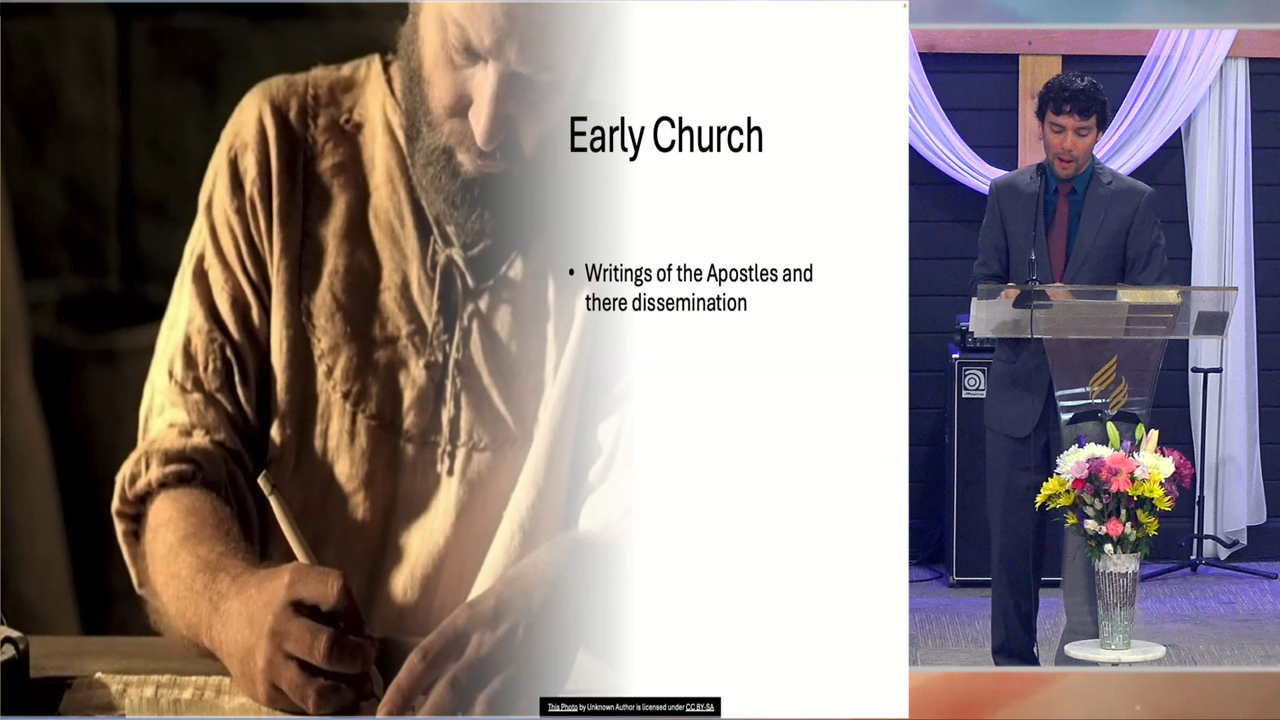 Early Church
• Writings of the Apostles and
there dissemination
This Photo by Unknown Author is licensed under CC BY-SA